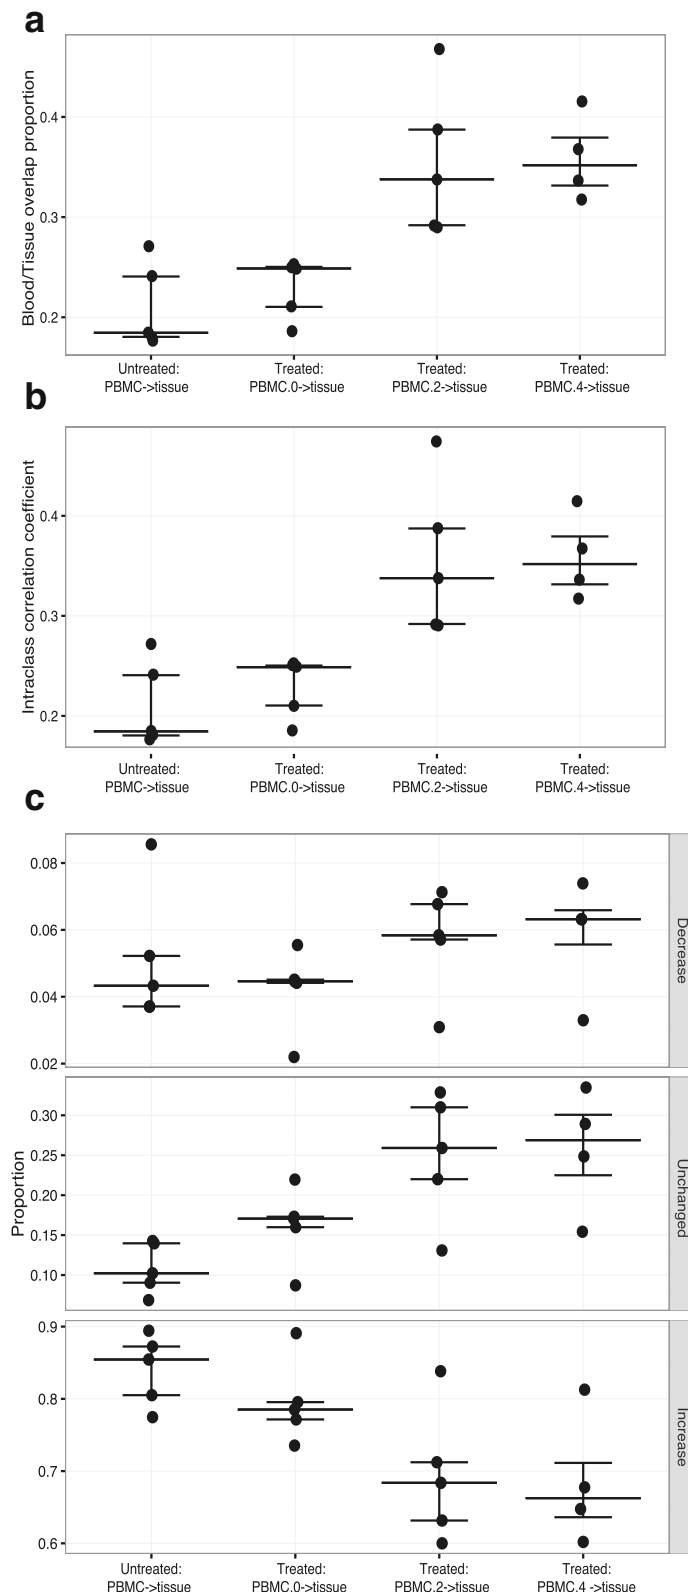 a
Blood/Tissue overlap proportion
0.4
0.3
0.2
Untreated:
PBMC->tissue
Treated:
PBMC.0->tissue
Treated:
PBMC.2->tissue
Treated:
PBMC.4->tissue
b
Intraclass correlation coefficient
0.4
0.3
0.2
Untreated:
PBMC->tissue
Treated:
PBMC.0->tissue
Treated:
PBMC.2->tissue
Treated:
PBMC.4->tissue
c
Proportion
0.08
0.06
0.04
0.02
Decrease
0.30
0.25
0.20
0.15
0.10
Unchanged
0.9
0.8
0.7
0.6
Increase
Untreated:
PBMC->tissue
Treated:
PBMC.0->tissue
Treated:
PBMC.2->tissue
Treated:
PBMC.4 ->tissue